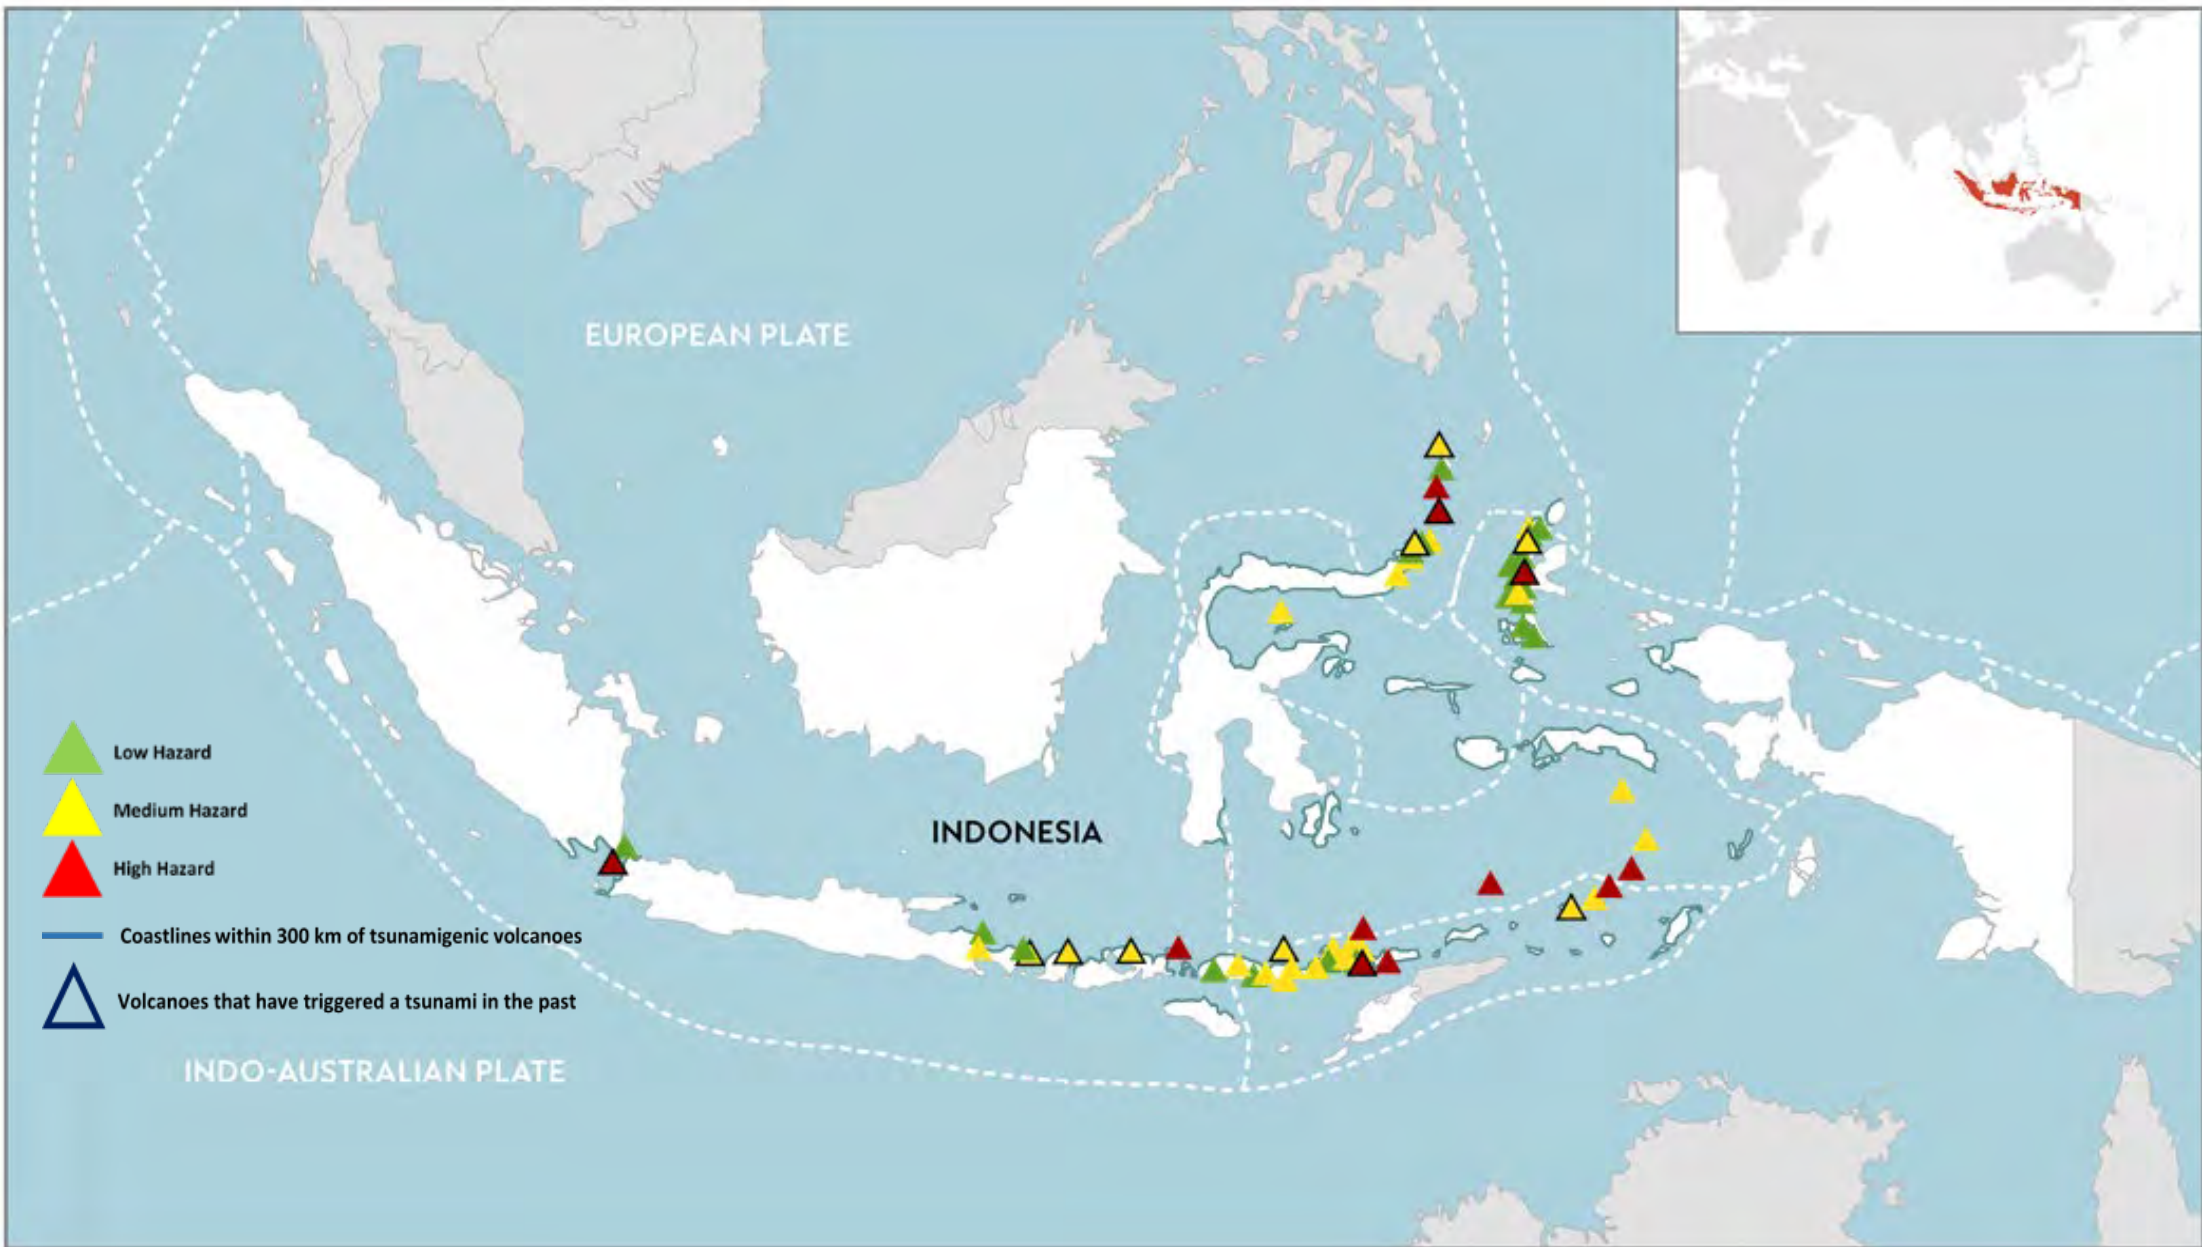 EUROPEAN PLATE
INDONESIA
Low Hazard
Medium Hazard
High Hazard
Coastlines within 300 km of tsunamigenic volcanoes
Volcanoes that have triggered a tsunami in the past
INDO-AUSTRALIAN PLATE